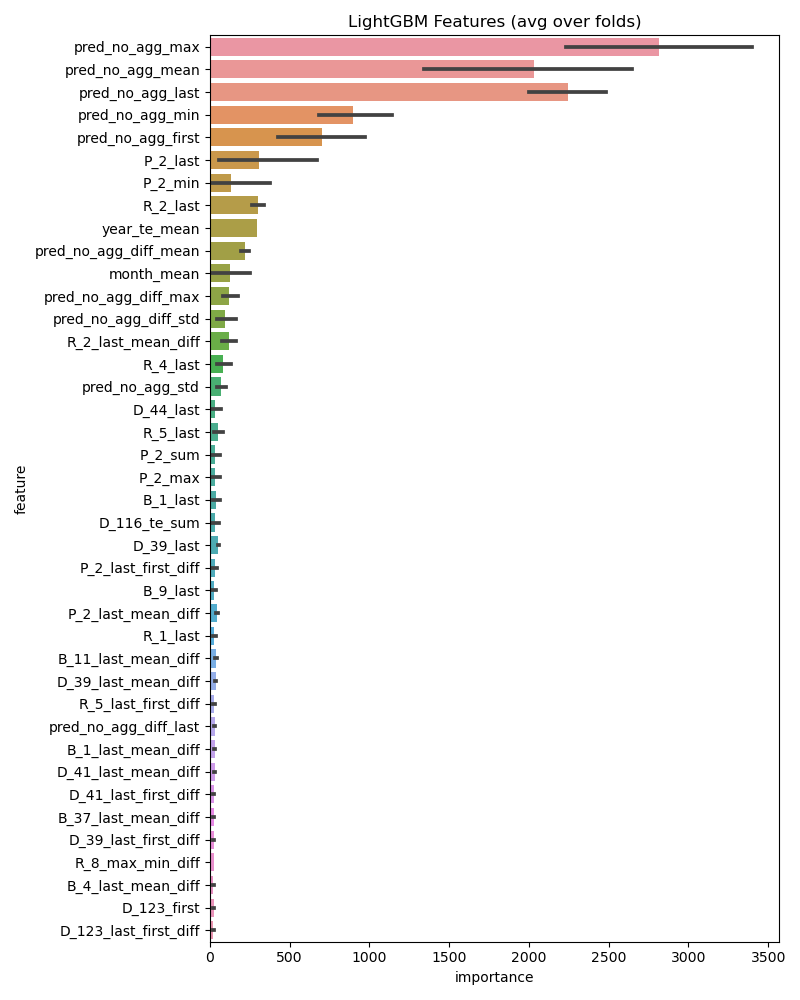 LightGBM Features (avg over folds)
pred_no_agg_max
pred_no_agg_mean
pred_no_agg_last
pred_no_agg_min
pred_no_agg_first
P_2_last
P_2_min
R_2_last
year_te_mean
pred_no_agg_diff_mean
month_mean
pred_no_agg_diff_max
pred_no_agg_diff_std
R_2_last_mean_diff
R_4_last
pred_no_agg_std
D_44_last
R_5_last
P_2_sum
P_2_max
B_1_last
D_116_te_sum
D_39_last
P_2_last_first_diff
B_9_last
P_2_last_mean_diff
R_1_last
B_11_last_mean_diff
D_39_last_mean_diff
R_5_last_first_diff
pred_no_agg_diff_last
B_1_last_mean_diff
D_41_last_mean_diff
D_41_last_first_diff
B_37_last_mean_diff
D_39_last_first_diff
R_8_max_min_diff
B_4_last_mean_diff
D_123_first
D_123_last_first_diff
feature
0 500 1000 1500 2000 2500 3000 3500
importance